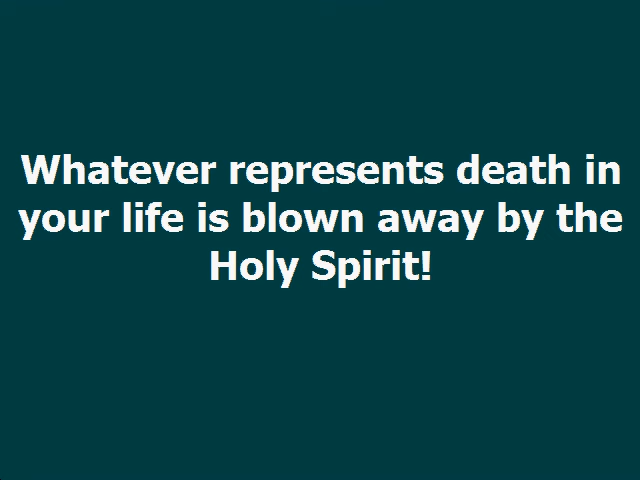 Whatever represents death in
your life is blown away by the
Holy Spirit!